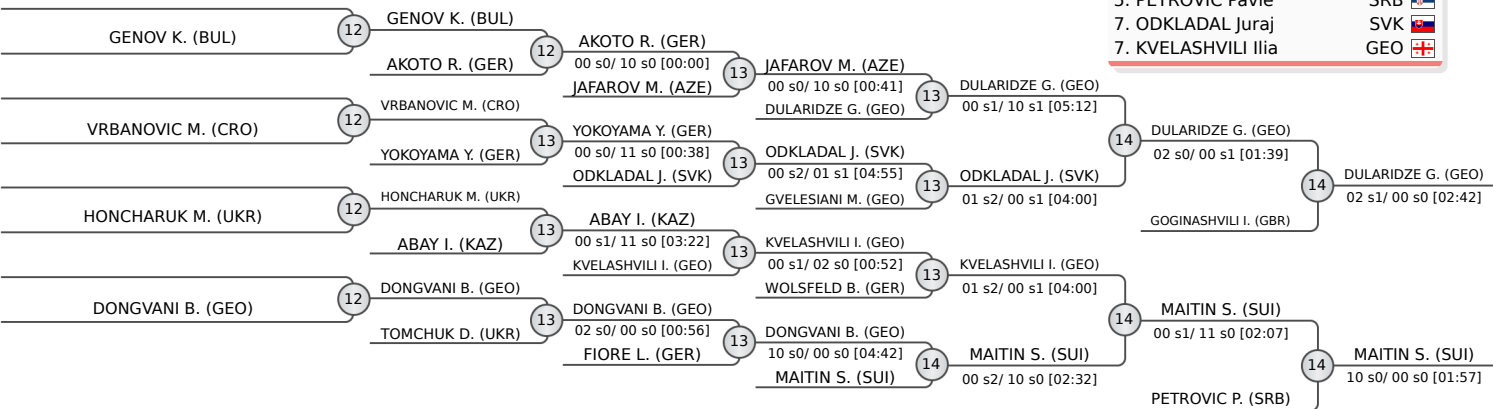 5. PETROVIC Pavle SRB
7. ODKLADAL Juraj SVK
7. KVELASHVILI Ilia GEO
GENOV K. (BUL)
12
VRBANOVIC M. (CRO)
12
HONCHARUK M. (UKR)
12
DONGVANI B. (GEO)
12
GENOV K. (BUL)
12
AKOTO R. (GER)
VRBANOVIC M. (CRO)
13
YOKOYAMA Y. (GER)
HONCHARUK M. (UKR)
13
ABAY I. (KAZ)
DONGVANI B. (GEO)
13
TOMCHUK D. (UKR)
AKOTO R. (GER)
00 s0/ 10 s0 [00:00]
13
JAFAROV M. (AZE)
YOKOYAMA Y. (GER)
00 s0/ 11 s0 [00:38]
13
ODKLADAL J. (SVK)
ABAY I. (KAZ)
00 s1/ 11 s0 [03:22]
13
KVELASHVILI I. (GEO)
DONGVANI B. (GEO)
02 s0/ 00 s0 [00:56]
13
FIORE L. (GER)
JAFAROV M. (AZE)
00 s0/ 10 s0 [00:41]
13
DULARIDZE G. (GEO)
ODKLADAL J. (SVK)
00 s2/ 01 s1 [04:55]
13
GVELESIANI M. (GEO)
KVELASHVILI I. (GEO)
00 s1/ 02 s0 [00:52]
13
WOLSFELD B. (GER)
DONGVANI B. (GEO)
10 s0/ 00 s0 [04:42]
14
MAITIN S. (SUI)
DULARIDZE G. (GEO)
00 s1/ 10 s1 [05:12]
14
ODKLADAL J. (SVK)
01 s2/ 00 s1 [04:00]
KVELASHVILI I. (GEO)
01 s2/ 00 s1 [04:00]
14
MAITIN S. (SUI)
00 s2/ 10 s0 [02:32]
DULARIDZE G. (GEO)
02 s0/ 00 s1 [01:39]
14
GOGINASHVILI I. (GBR)
MAITIN S. (SUI)
00 s1/ 11 s0 [02:07]
14
PETROVIC P. (SRB)
DULARIDZE G. (GEO)
02 s1/ 00 s0 [02:42]
MAITIN S. (SUI)
10 s0/ 00 s0 [01:57]